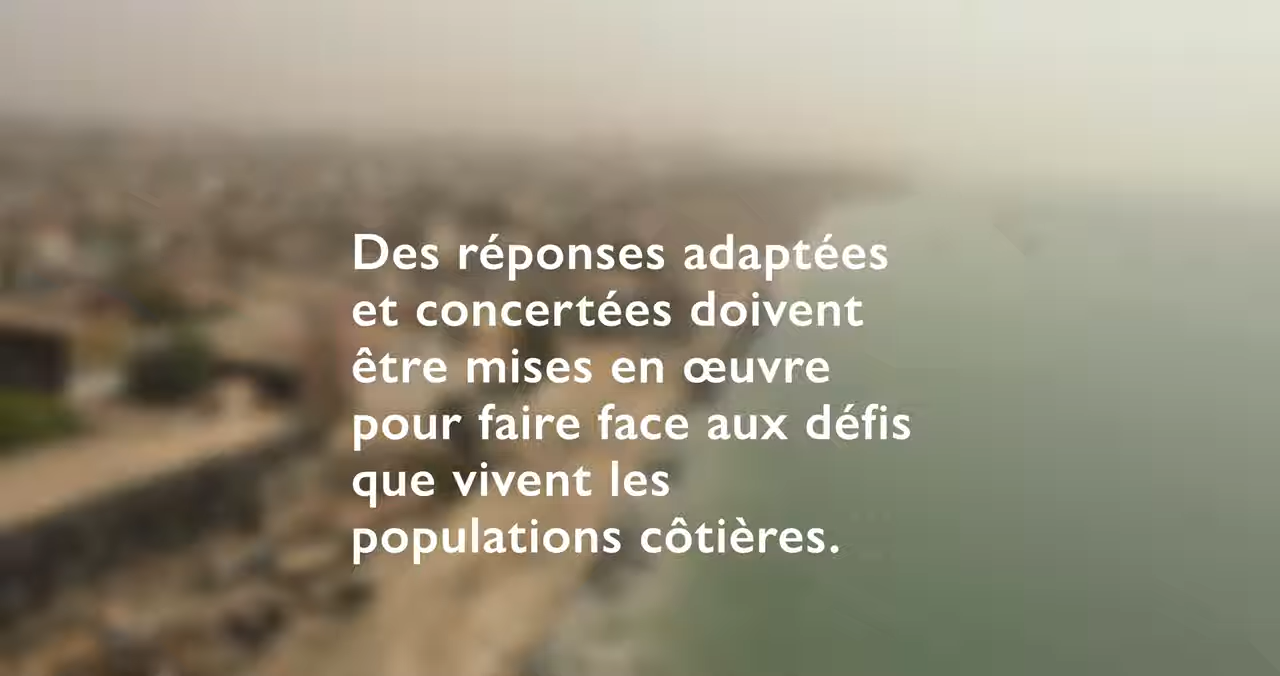 Des réponses adaptées
et concertées doivent
être mises en œuvre
pour faire face aux défis
que vivent les
populations côtières.